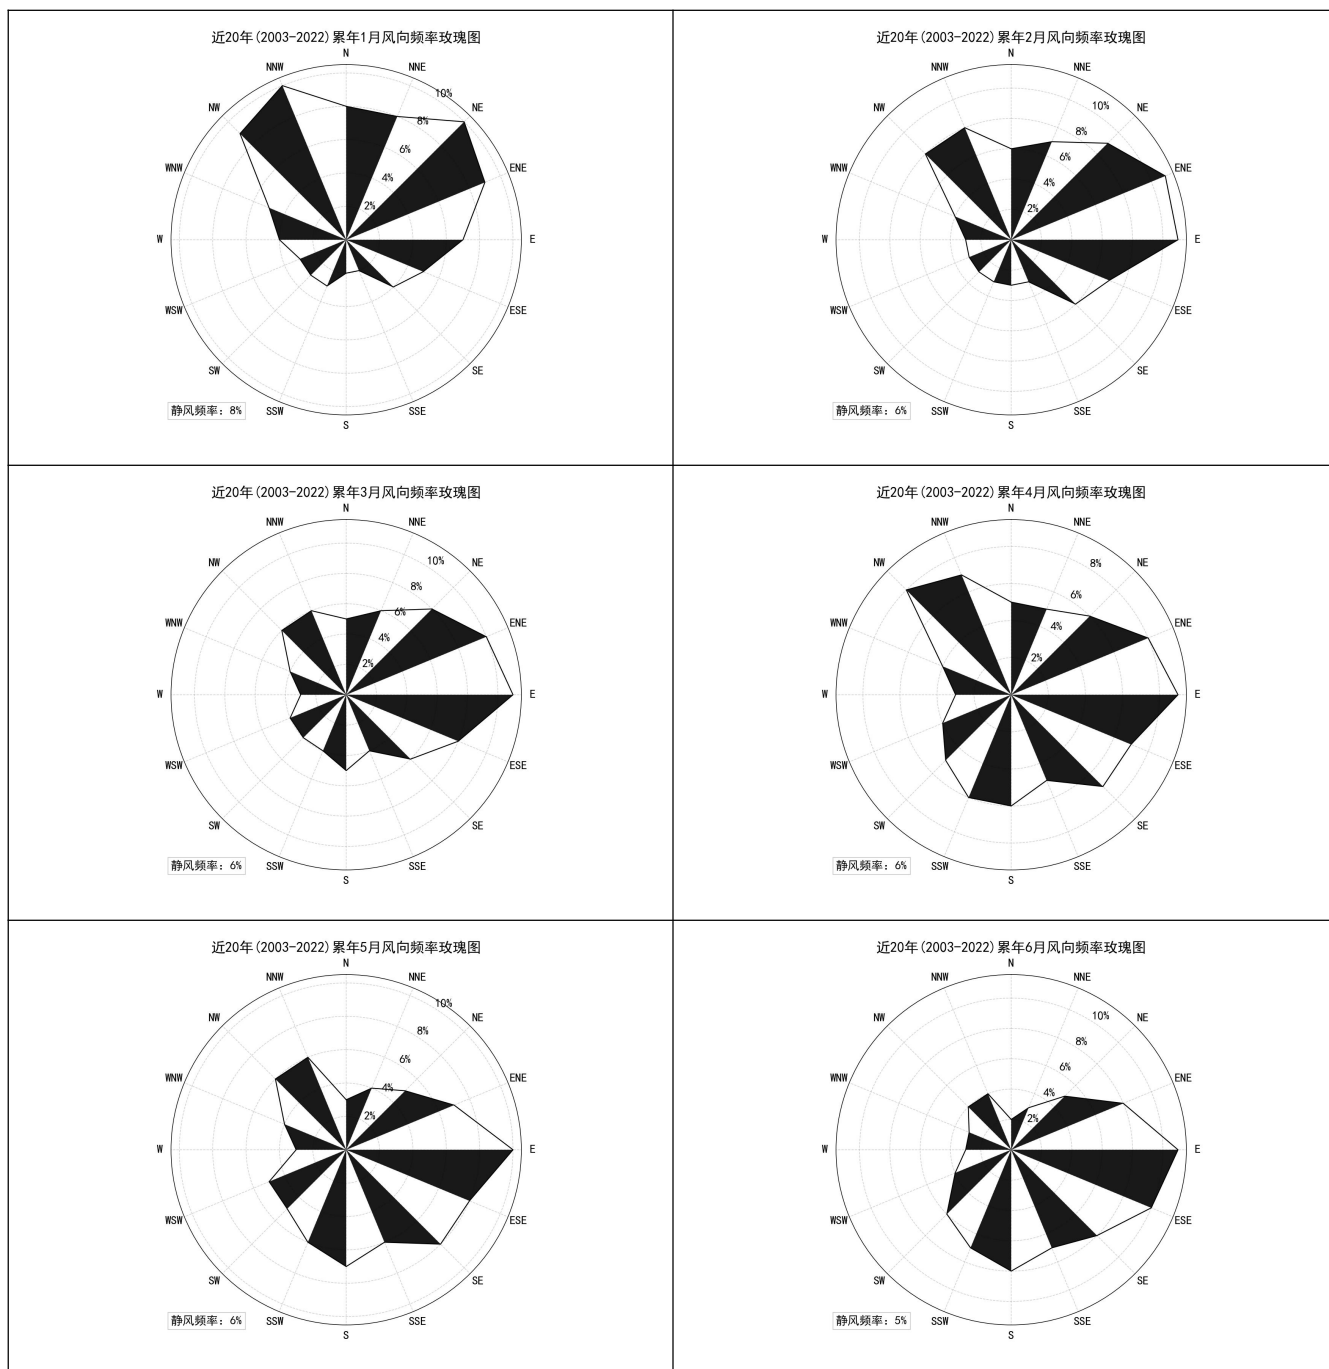 近20年(2003-2022)累年1月风向频率玫瑰图
N
NNW
NNE
10%
NW
NE
8%
6%
WNW
ENE
4%
2%
W
E
WSW
ESE
SW
SE
静风频率：8%
SSW
SSE
S
近20年(2003-2022)累年2月风向频率玫瑰图
N
NNW
NNE
10%
NW
NE
8%
6%
WNW
ENE
4%
2%
W
E
WSW
ESE
SW
SE
静风频率：6%
SSW
SSE
S
近20年(2003-2022)累年3月风向频率玫瑰图
N
NNW
NNE
10%
NW
NE
8%
6%
WNW
ENE
4%
2%
W
E
WSW
ESE
SW
SE
静风频率：6%
SSW
SSE
S
近20年(2003-2022)累年4月风向频率玫瑰图
N
NNW
NNE
8%
NW
NE
6%
4%
WNW
ENE
2%
W
E
WSW
ESE
SW
SE
静风频率：6%
SSW
SSE
S
近20年(2003-2022)累年5月风向频率玫瑰图
N
NNW
NNE
10%
NW
NE
8%
6%
WNW
ENE
4%
2%
W
E
WSW
ESE
SW
SE
静风频率：6%
SSW
SSE
S
近20年(2003-2022)累年6月风向频率玫瑰图
N
NNW
NNE
10%
NW
NE
8%
6%
WNW
ENE
4%
2%
W
E
WSW
ESE
SW
SE
静风频率：5%
SSW
SSE
S